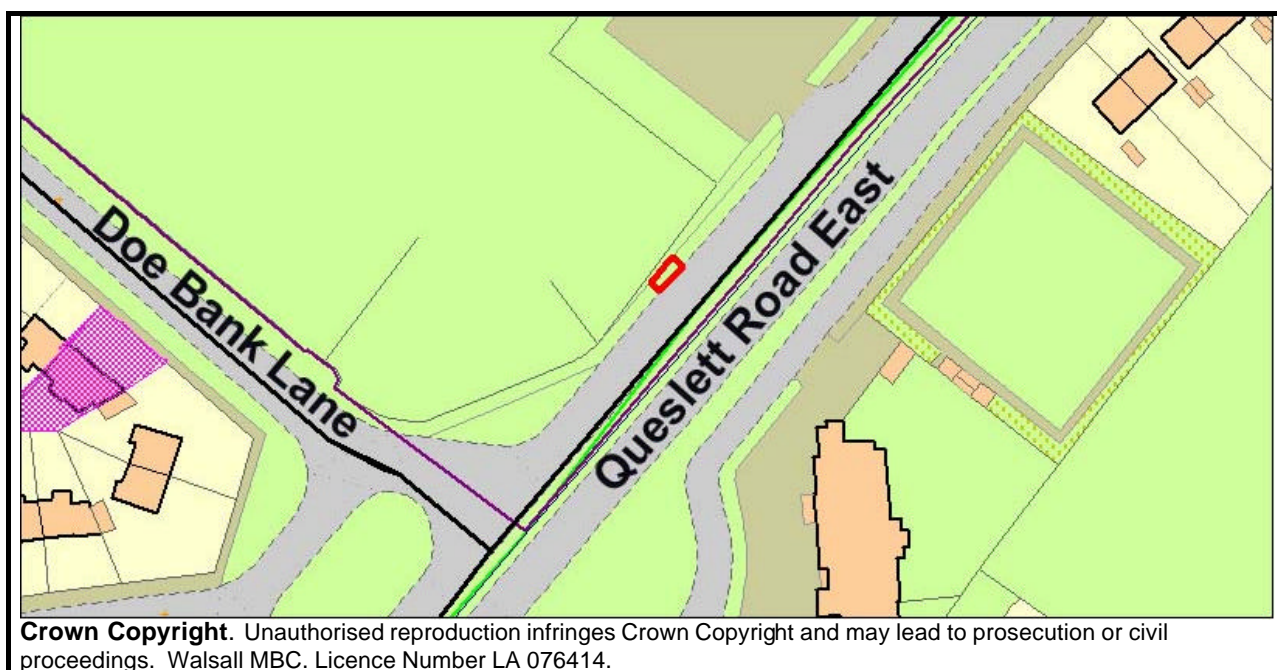 Doe Bank Lane
Queslett Road East
Crown Copyright. Unauthorised reproduction infringes Crown Copyright and may lead to prosecution or civil
proceedings. Walsall MBC. Licence Number LA 076414.